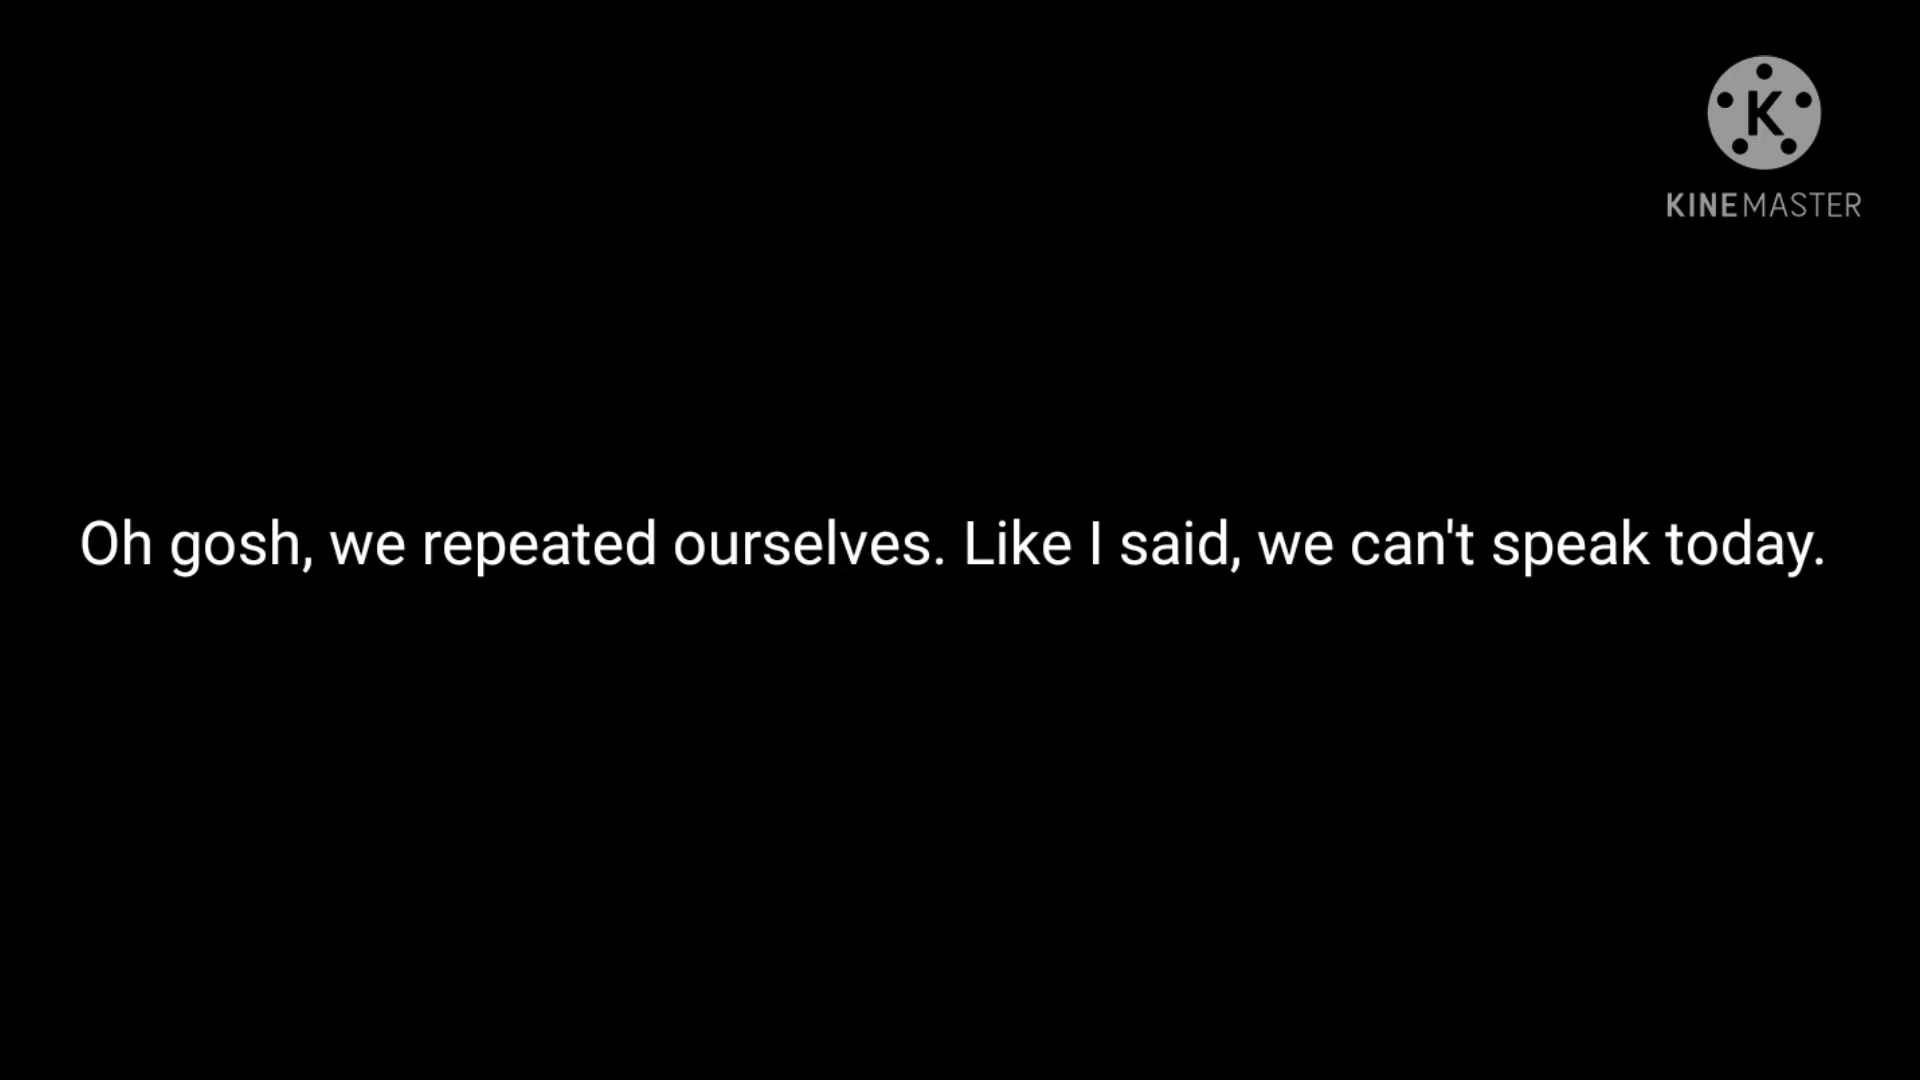 K
KINEMASTER
Oh gosh, we repeated ourselves. Like I said, we can't speak today.